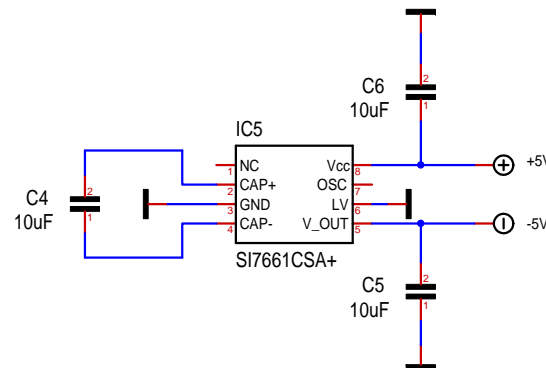 C6
10uF
2
1
IC5
1 NC Vcc 8
2 CAP+ OSC 7
3 GND LV 6
4 CAP- V_OUT 5
SI7661CSA+
C4
10uF
2
1
+5V
-5V
C5
10uF
2
1